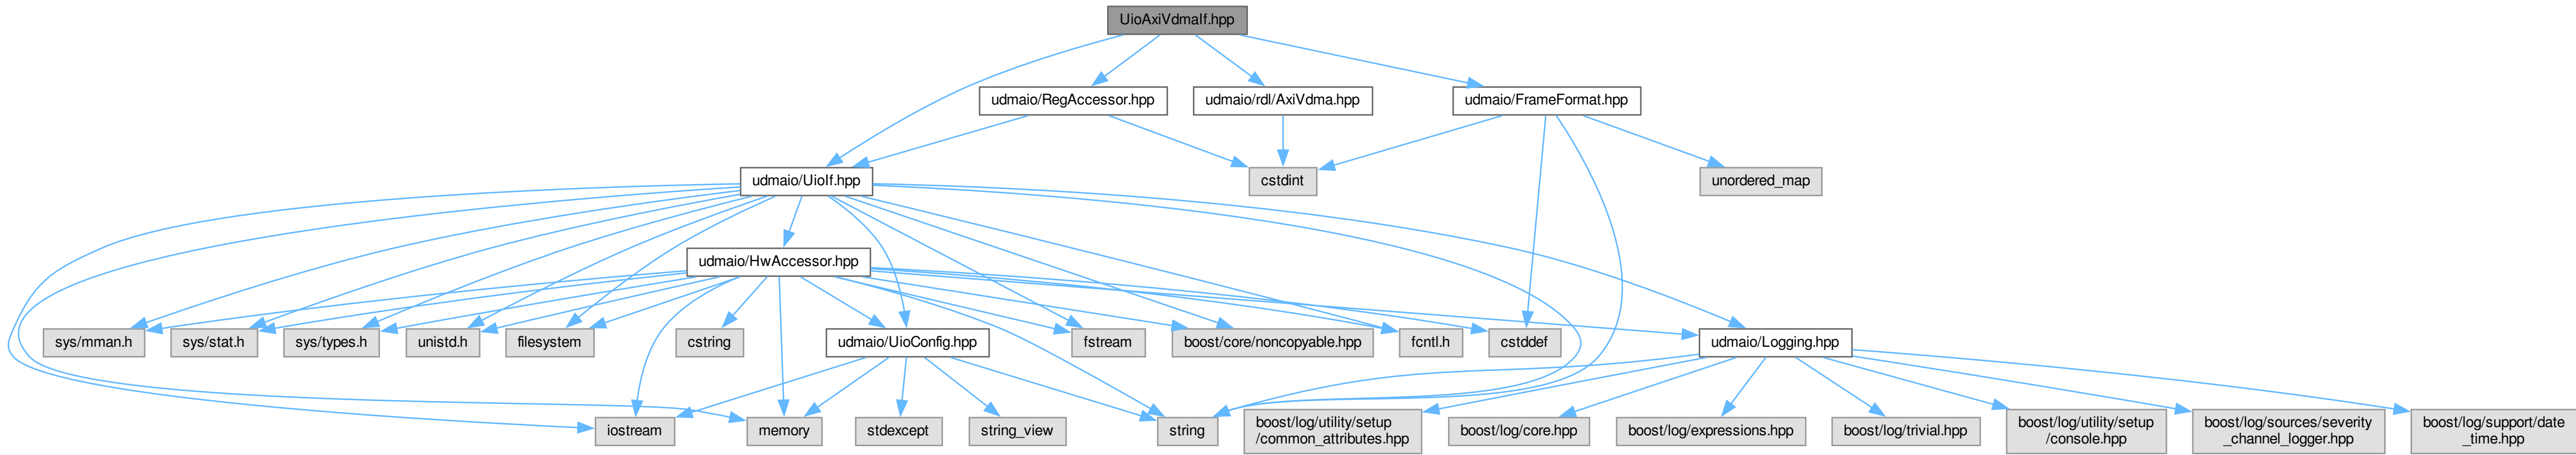 UioAxiVdmaIf.hpp
udmaio/RegAccessor.hpp
udmaio/rdl/AxiVdma.hpp
udmaio/FrameFormat.hpp
udmaio/UioIf.hpp
cstdint
unordered_map
udmaio/HwAccessor.hpp
sys/mman.h
sys/stat.h
sys/types.h
unistd.h
filesystem
cstring
udmaio/UioConfig.hpp
fstream
boost/core/noncopyable.hpp
fcntl.h
cstddef
udmaio/Logging.hpp
iostream
memory
stdexcept
string_view
string
boost/log/utility/setup
/common_attributes.hpp
boost/log/core.hpp
boost/log/expressions.hpp
boost/log/trivial.hpp
boost/log/utility/setup
/console.hpp
boost/log/sources/severity
_channel_logger.hpp
boost/log/support/date
_time.hpp